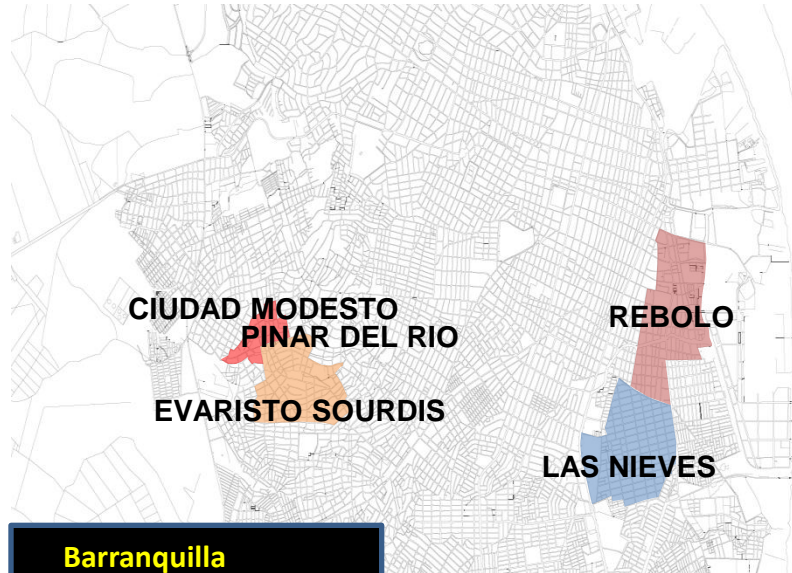 CIUDAD MODESTO
REBOLO
PINAR DEL RIO
EVARISTO SOURDIS
LAS NIEVES
Barranquilla